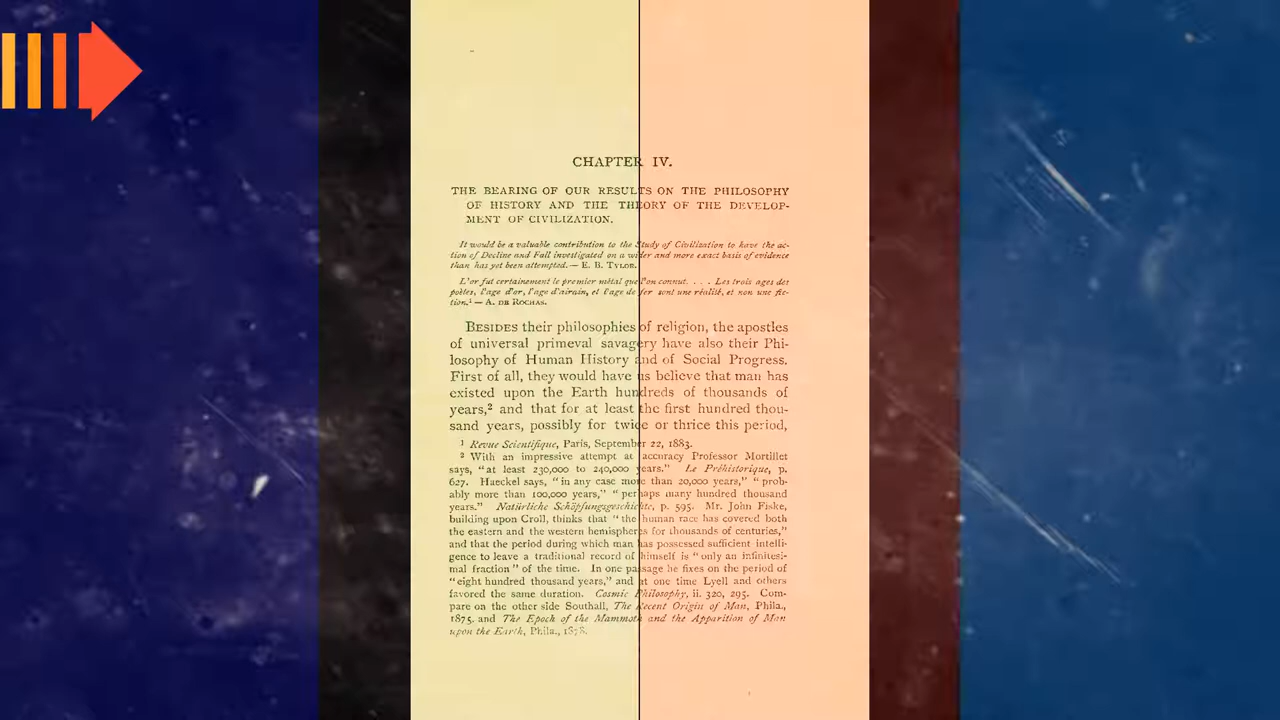 CHAPTER IV.
THE BEARING OF OUR RESULTS ON THE PHILOSOPHY
OF HISTORY AND THE THEORY OF THE DEVELOP-
MENT OF CIVILIZATION.
It would be a valuable contribution to the Study of Civilization to have the ac-
tion of Decline and Fall investigated on a wider and more exact basis of evidence
than has yet been attempted. — E. B. TYLOR.
L'or fut certainement le premier métal que l'on connut. . . . Les trois ages des
poëtes, l'age d'or, l'age d'airain, et l'age de fer sont une réalité, et non une fic-
tion.¹ — A. DE ROCHAS.
BESIDES their philosophies of religion, the apostles
of universal primeval savagery have also their Phi-
losophy of Human History and of Social Progress.
First of all, they would have us believe that man has
existed upon the Earth hundreds of thousands of
years,² and that for at least the first hundred thou-
sand years, possibly for twice or thrice this period,
¹ Revue Scientifique, Paris, September 22, 1883.
² With an impressive attempt at accuracy Professor Mortillet
says, "at least 230,000 to 240,000 years." Le Préhistorique, p.
627. Haeckel says, "in any case more than 20,000 years," "prob-
ably more than 100,000 years," "perhaps many hundred thousand
years." Natürliche Schöpfungsgeschichte, p. 595. Mr. John Fiske,
building upon Croll, thinks that "the human race has covered both
the eastern and the western hemispheres for thousands of centuries,"
and that the period during which man has possessed sufficient intelli-
gence to leave a traditional record of himself is "only an infinitesi-
mal fraction" of the time. In one passage he fixes on the period of
"eight hundred thousand years," and at one time Lyell and others
favored the same duration. Cosmic Philosophy, ii. 320, 295. Com-
pare on the other side Southall, The Recent Origin of Man, Phila.,
1875, and The Epoch of the Mammoth and the Apparition of Man
upon the Earth, Phila., 1878.